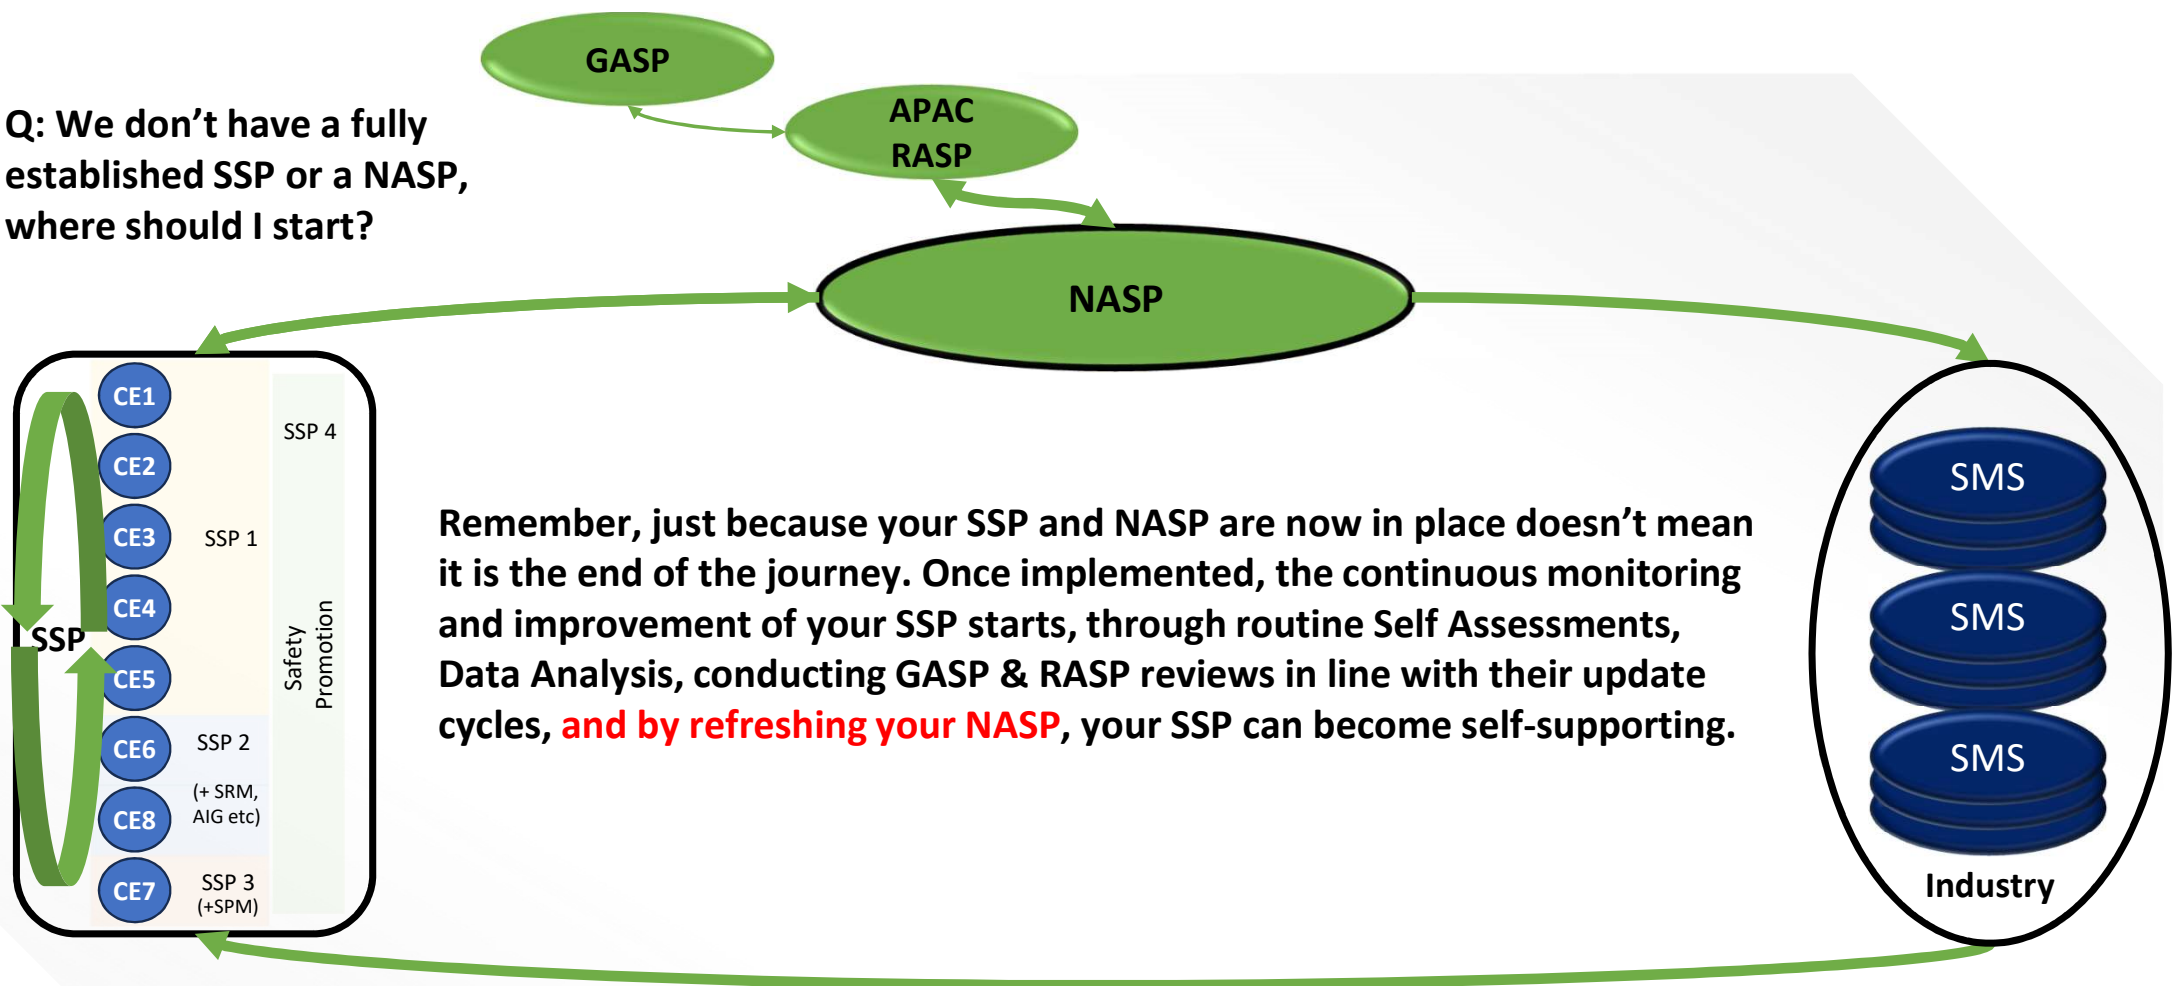 GASP
APAC
RASP
Q: We don’t have a fully
established SSP or a NASP,
where should I start?
NASP
CE1
CE2
CE3
CE4
CE5
CE6
CE8
CE7
SSP
SSP 1
SSP 2
(+ SRM,
AIG etc)
SSP 3
(+SPM)
SSP 4
Safety
Promotion
Remember, just because your SSP and NASP are now in place doesn’t mean
it is the end of the journey. Once implemented, the continuous monitoring
and improvement of your SSP starts, through routine Self Assessments,
Data Analysis, conducting GASP & RASP reviews in line with their update
cycles, and by refreshing your NASP, your SSP can become self-supporting.
SMS
SMS
SMS
Industry